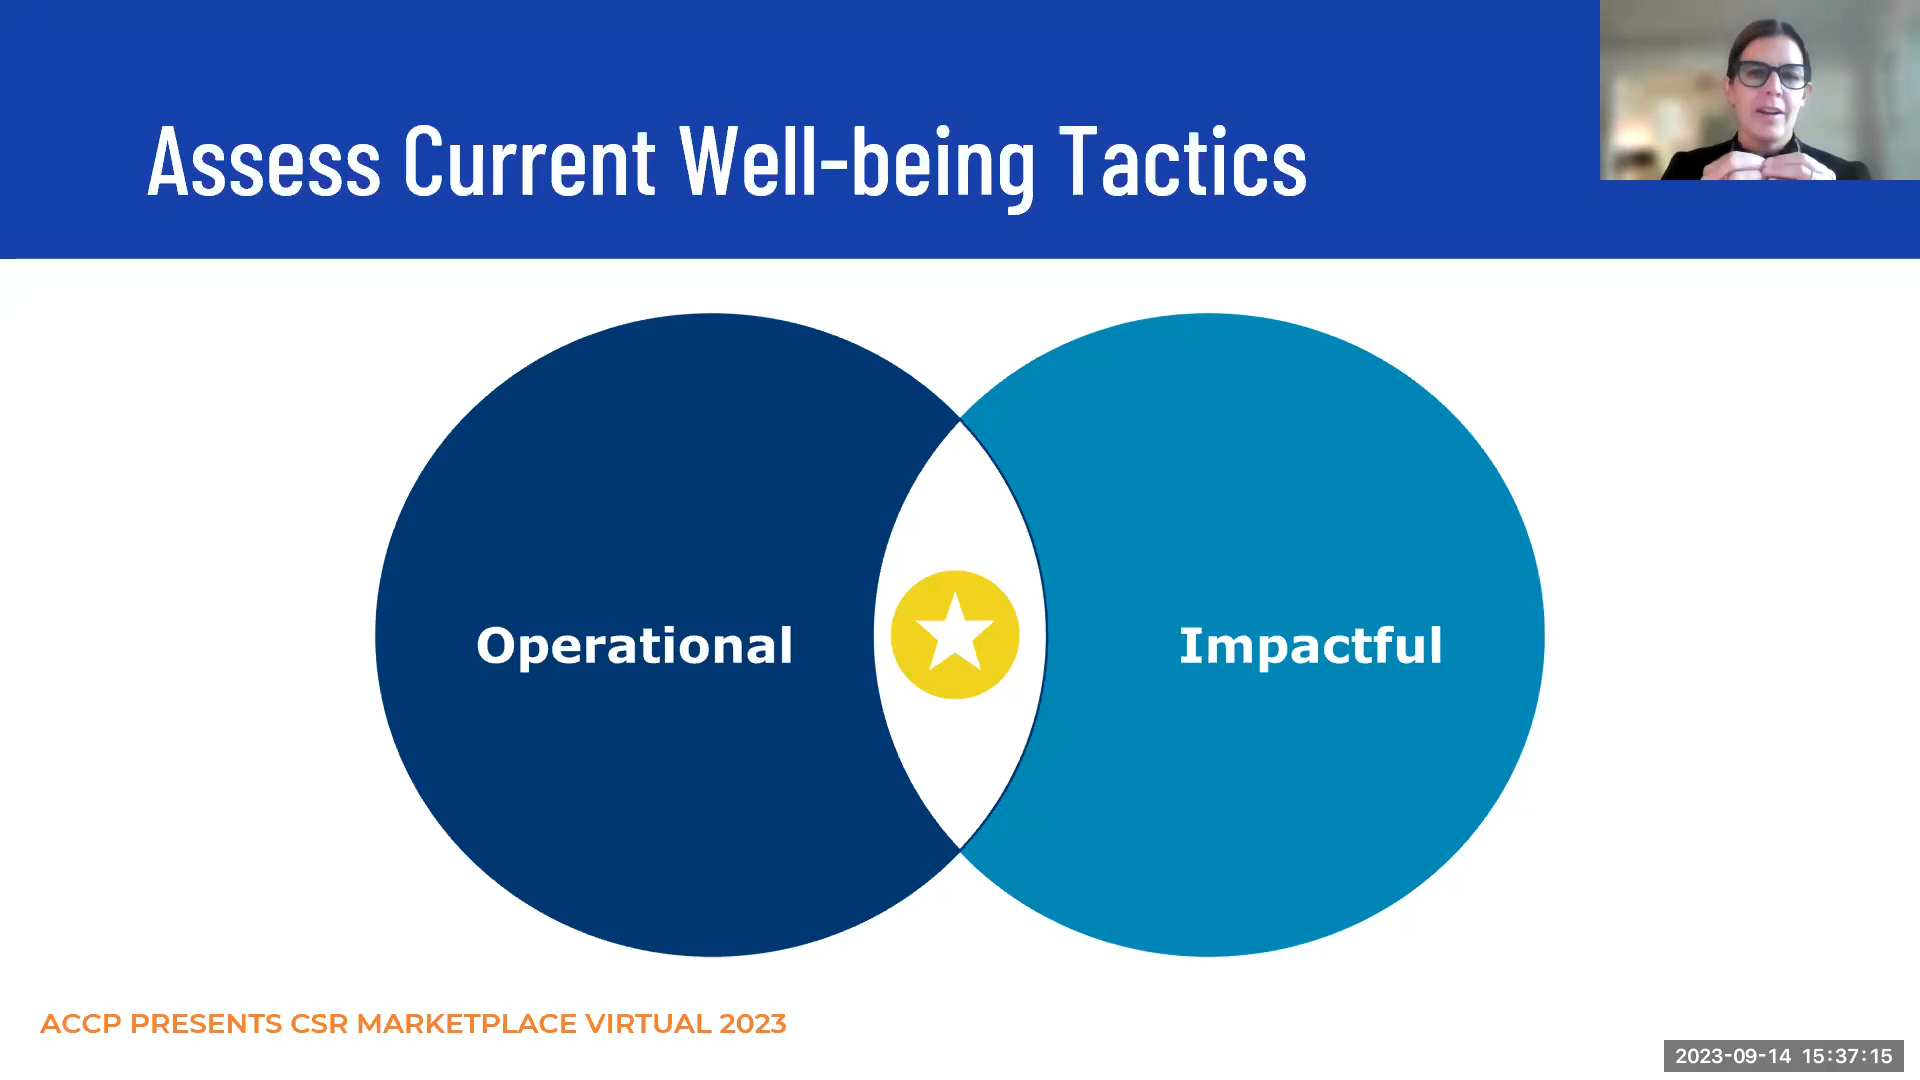 Assess Current Well-being Tactics
Operational
Impactful
ACCP PRESENTS CSR MARKETPLACE VIRTUAL 2023
2023-09-14 15:37:15